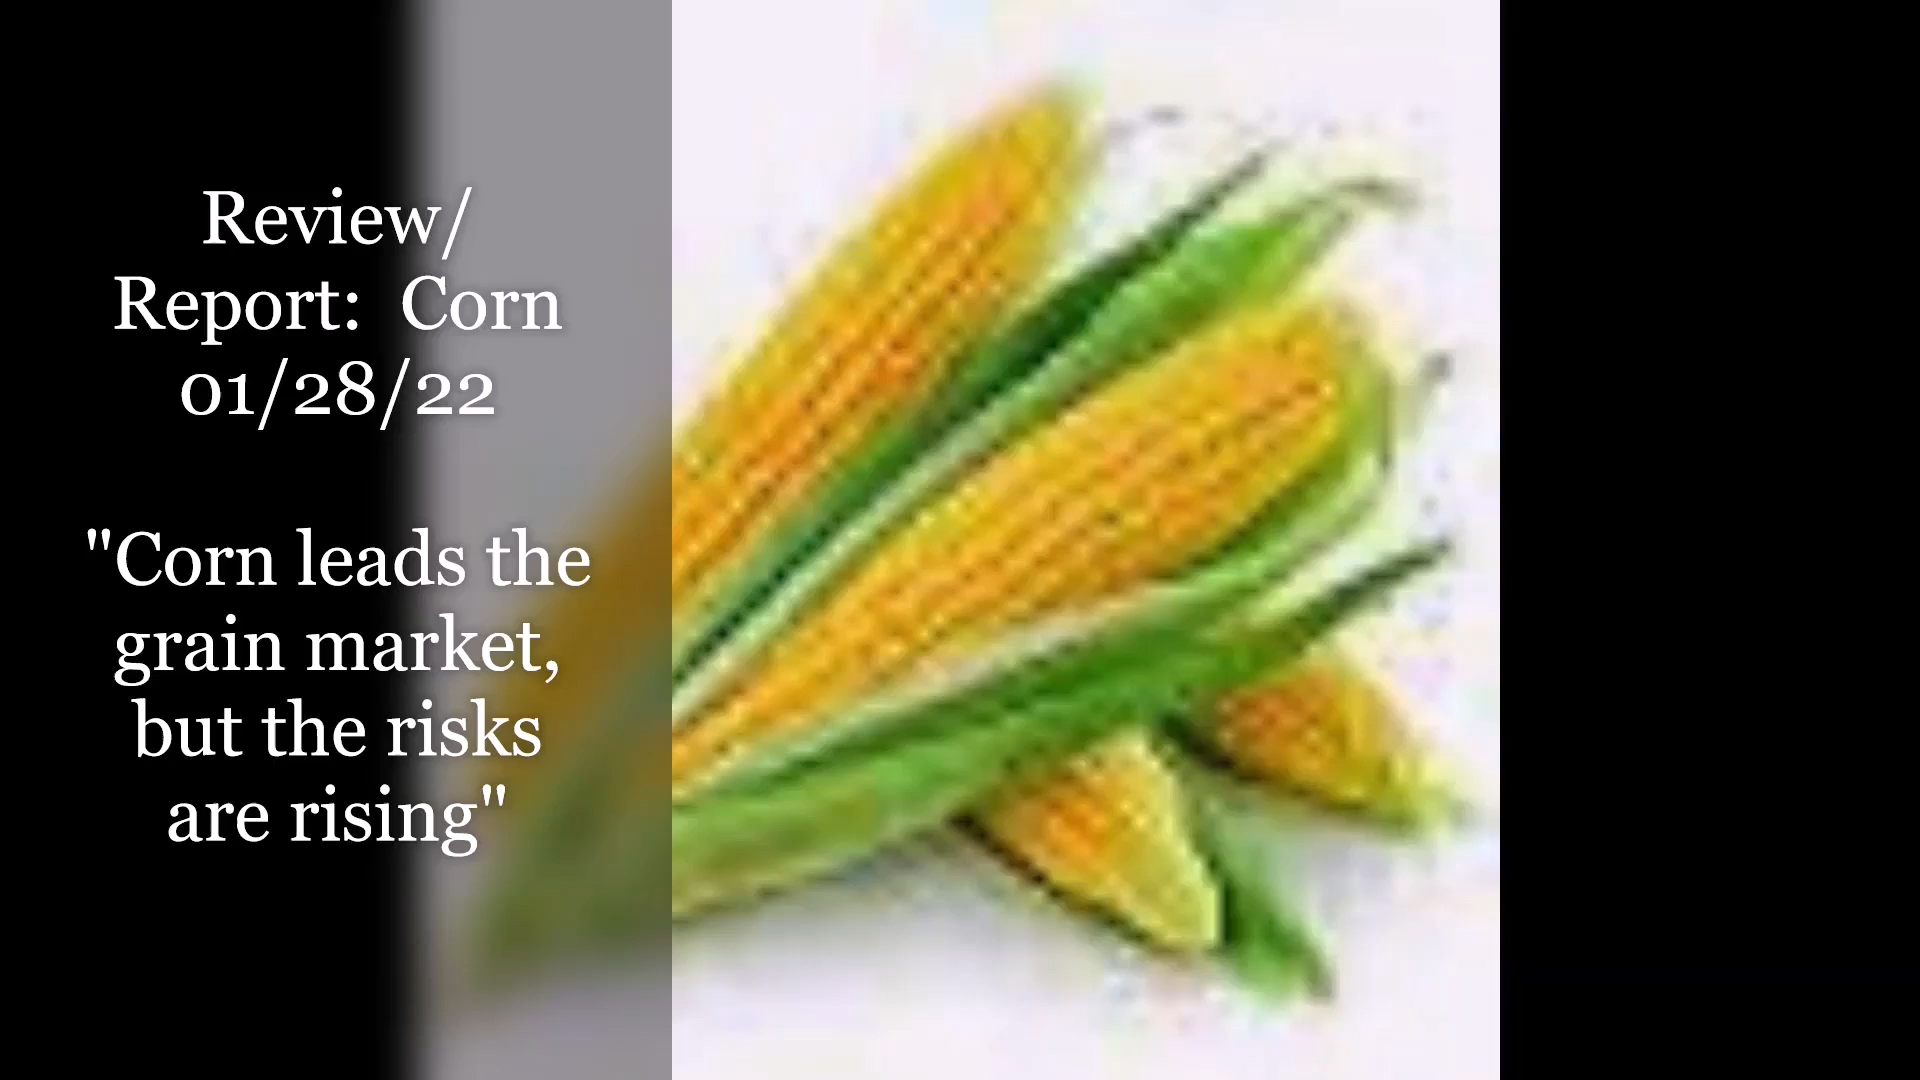 Review/
Report:  Corn
01/28/22
"Corn leads the
grain market,
but the risks
are rising"